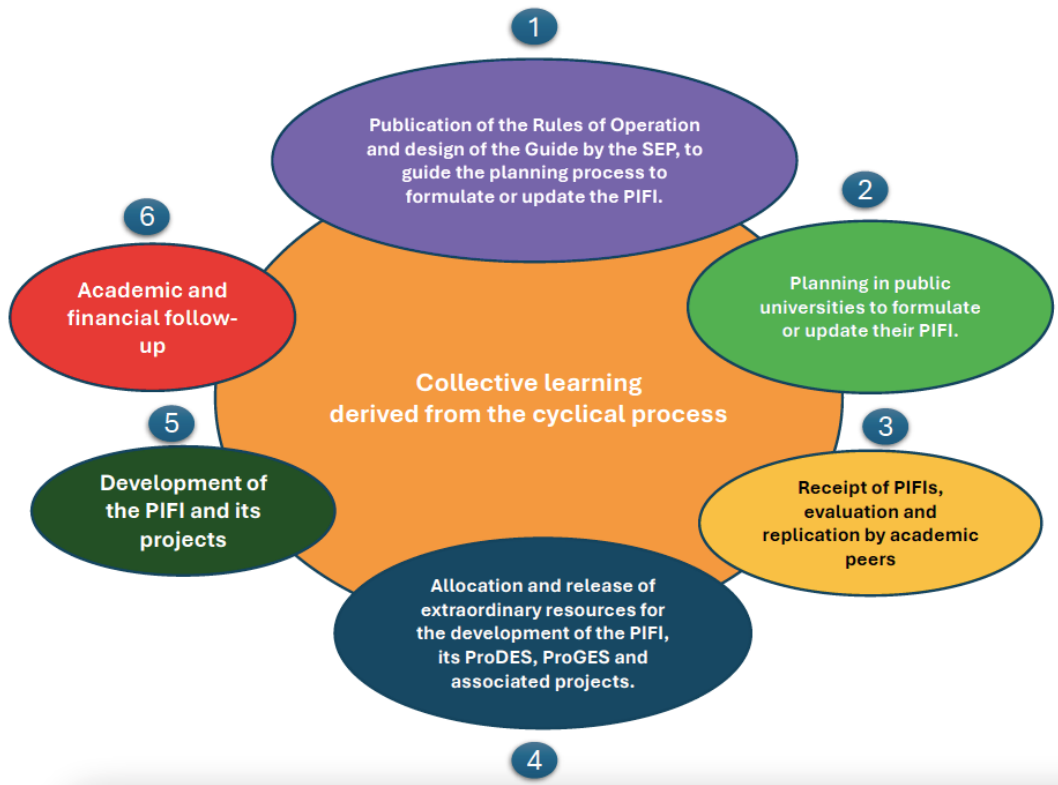 1
Publication of the Rules of Operation
and design of the Guide by the SEP, to
guide the planning process to
formulate or update the PIFI.
2
Planning in public
universities to formulate
or update their PIFI.
3
Receipt of PIFIs,
evaluation and
replication by academic
peers
4
Allocation and release of
extraordinary resources for
the development of the PIFI,
its ProDES, ProGES and
associated projects.
5
Development of
the PIFI and its
projects
6
Academic and
financial follow-
up
Collective learning
derived from the cyclical process